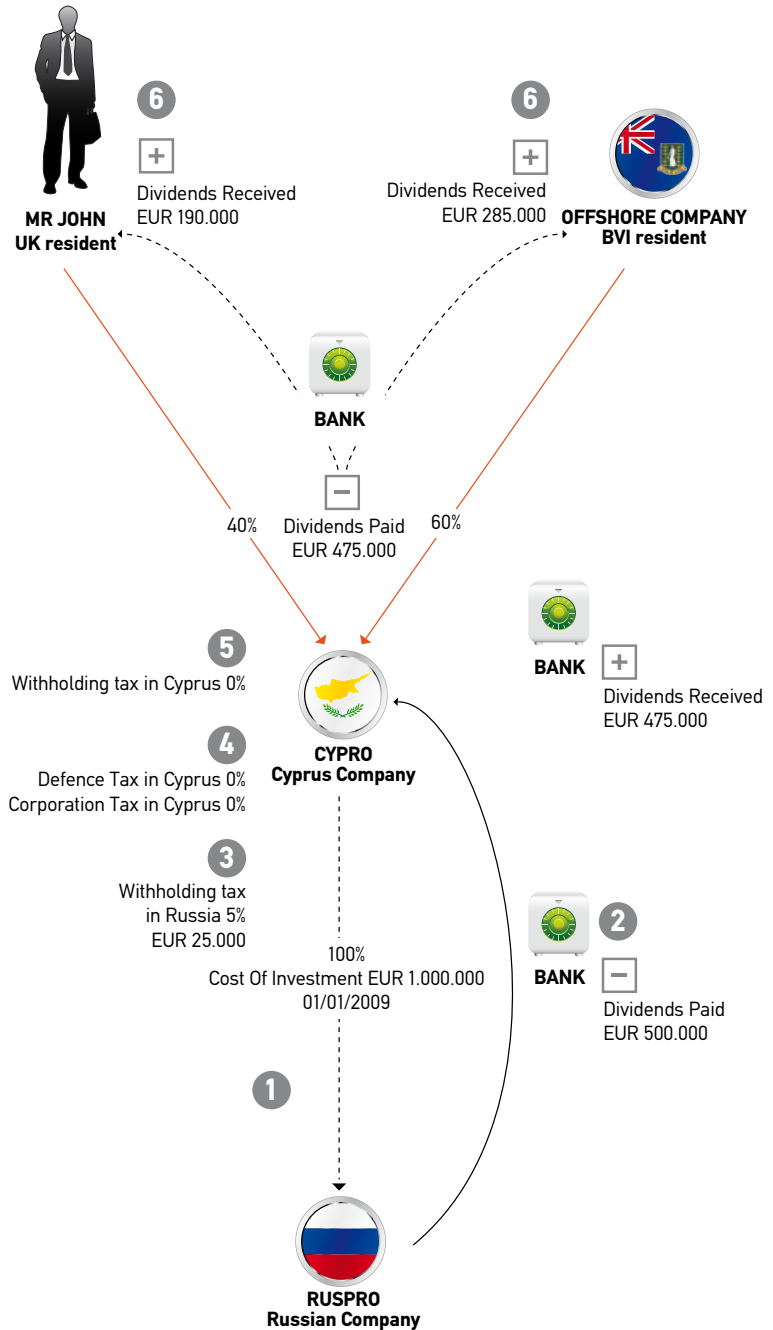 6
Dividends Received
EUR 190.000
MR JOHN
UK resident
6
Dividends Received
EUR 285.000
OFFSHORE COMPANY
BVI resident
BANK
Dividends Paid
EUR 475.000
40%
60%
5
Withholding tax in Cyprus 0%
BANK
+
Dividends Received
EUR 475.000
4
Defence Tax in Cyprus 0%
Corporation Tax in Cyprus 0%
CYPRO
Cyprus Company
3
Withholding tax
in Russia 5%
EUR 25.000
100%
Cost Of Investment EUR 1.000.000
01/01/2009
2
BANK
Dividends Paid
EUR 500.000
1
RUSPRO
Russian Company